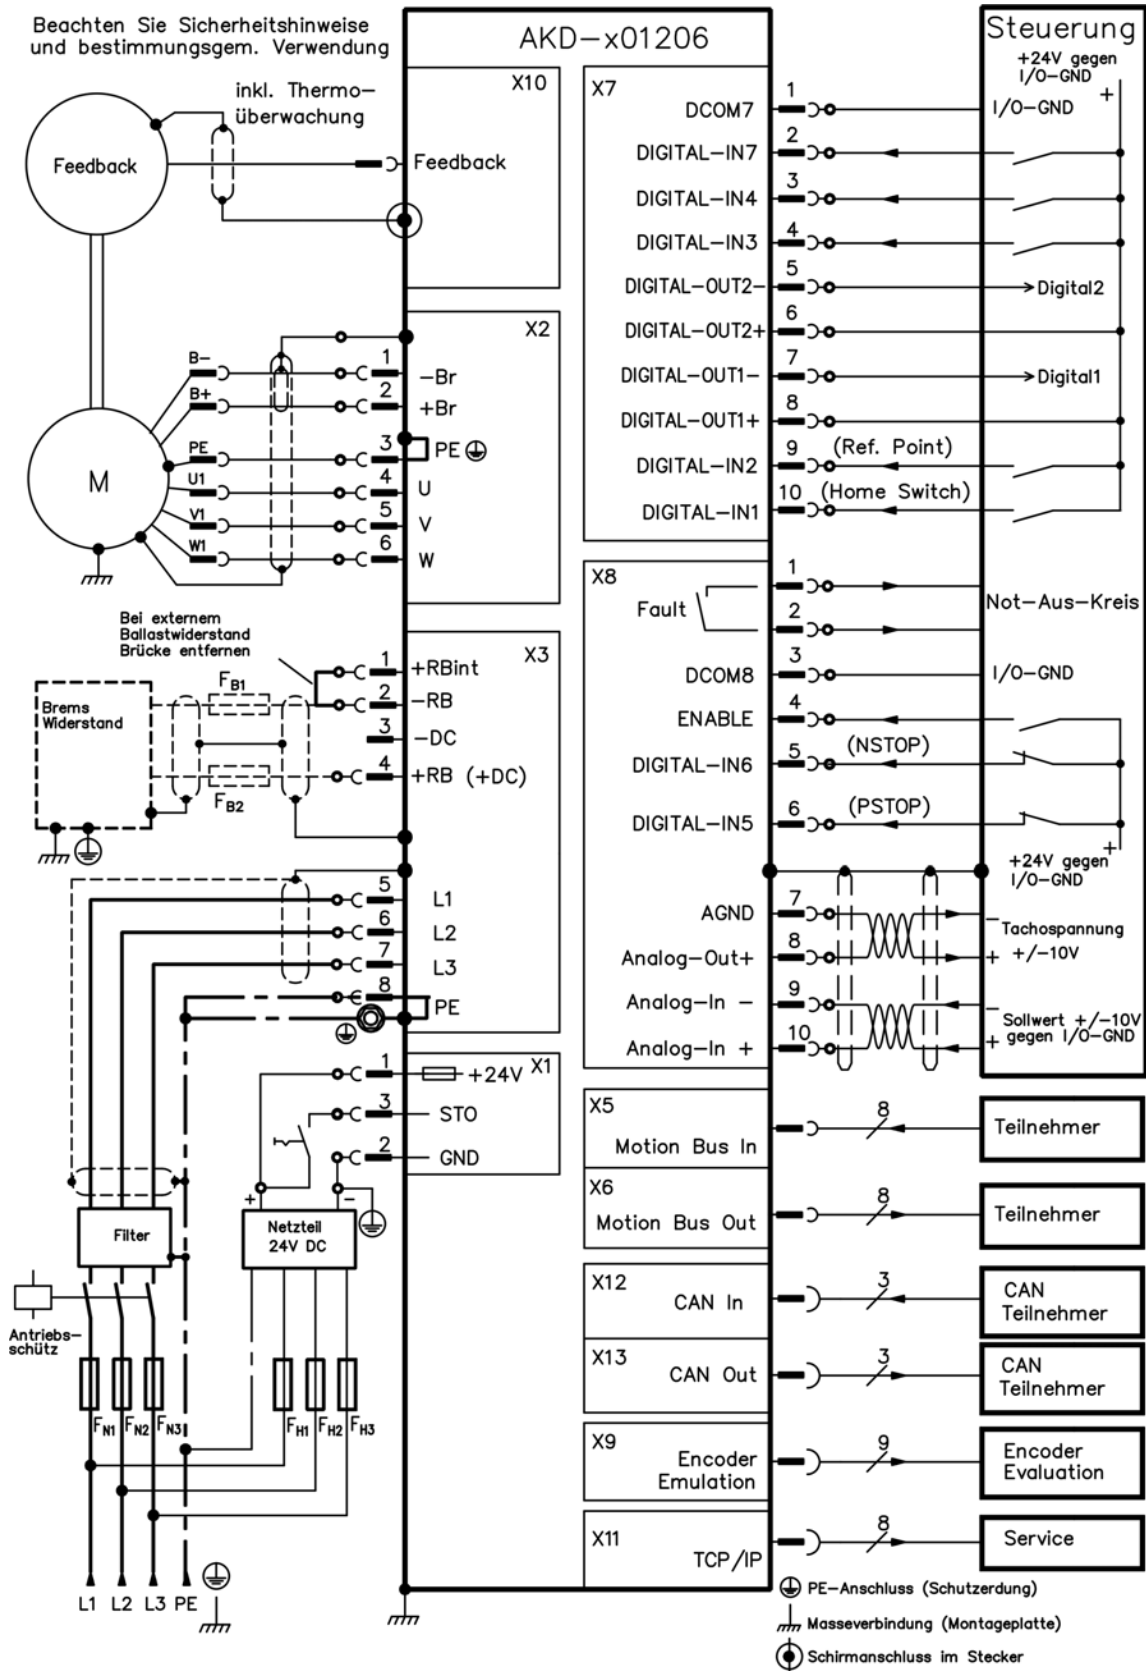 Beachten Sie Sicherheitshinweise
und bestimmungsgem. Verwendung
AKD-x01206
Steuerung
inkl. Thermo-
überwachung
Feedback
X10
Feedback
X7
1
DCOM7
2
DIGITAL-IN7
3
DIGITAL-IN4
4
DIGITAL-IN3
5
DIGITAL-OUT2-
6
DIGITAL-OUT2+
7
DIGITAL-OUT1-
8
DIGITAL-OUT1+
9
(Ref. Point)
DIGITAL-IN2
10
(Home Switch)
DIGITAL-IN1
+24V gegen
I/O-GND
+
I/O-GND
Digital2
Digital1
X2
M
B-
1
-Br
B+
2
+Br
PE
3
PE
U1
4
U
V1
5
V
W1
6
W
X8
Fault
1
2
Not-Aus-Kreis
3
DCOM8
I/O-GND
4
ENABLE
5
(NSTOP)
DIGITAL-IN6
6
(PSTOP)
DIGITAL-IN5
+
+24V gegen
I/O-GND
7
AGND
-
Tachospannung
8
Analog-Out+
+
+/-10V
9
Analog-In -
-
Sollwert +/-10V
gegen I/O-GND
10
Analog-In +
+
Bei externem
Ballastwiderstand
Brücke entfernen
X3
Brems
Widerstand
FB1
FB2
1
+RBint
2
-RB
3
-DC
4
+RB (+DC)
5
L1
6
L2
7
L3
8
PE
X1
1
+24V
3
STO
2
GND
+
-
Netzteil
24V DC
Filter
Antriebs-
schütz
FN1
FN2
FN3
FH1
FH2
FH3
L1
L2
L3
PE
X5
Motion Bus In
8
Teilnehmer
X6
Motion Bus Out
8
Teilnehmer
X12
CAN In
3
CAN
Teilnehmer
X13
CAN Out
3
CAN
Teilnehmer
X9
Encoder
Emulation
9
Encoder
Evaluation
X11
TCP/IP
8
Service
PE-Anschluss (Schutzerdung)
Masseverbindung (Montageplatte)
Schirmanschluss im Stecker